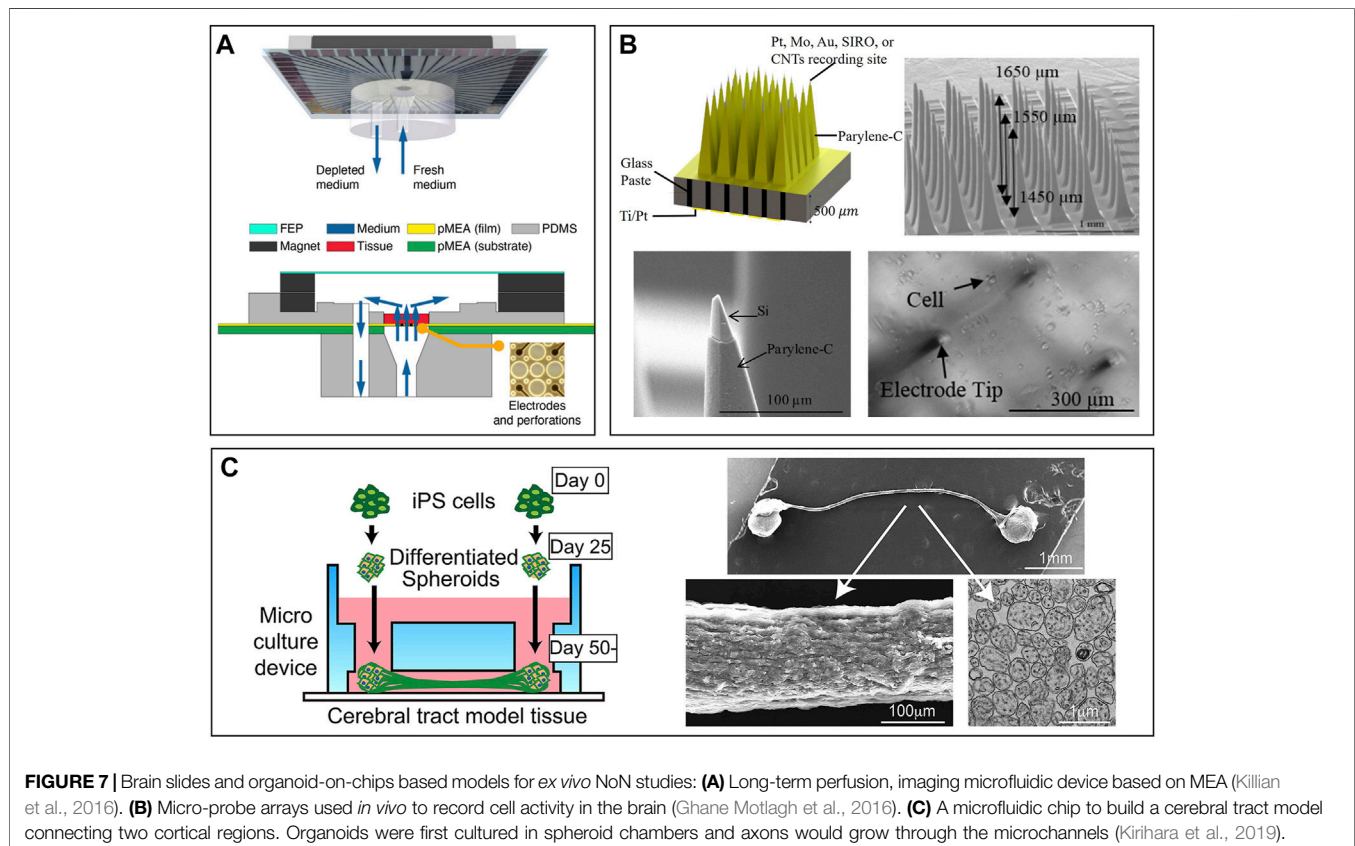 A
Depleted
medium
Fresh
medium
FEP
Medium
pMEA (film)
PDMS
Magnet
Tissue
pMEA (substrate)
Electrodes
and perforations
B
Pt, Mo, Au, SIRO, or
CNTs recording site
Parylene-C
Glass
Paste
Ti/Pt
500 µm
1650 µm
1550 µm
1450 µm
1 mm
Si
Parylene-C
100 µm
Cell
Electrode Tip
300 µm
C
Day 0
iPS cells
Day 25
Differentiated
Spheroids
Micro
culture
device
Day 50-
Cerebral tract model tissue
1mm
100µm
1µm
FIGURE 7 | Brain slides and organoid-on-chips based models for ex vivo NoN studies: (A) Long-term perfusion, imaging microfluidic device based on MEA (Killian
et al., 2016). (B) Micro-probe arrays used in vivo to record cell activity in the brain (Ghane Motlagh et al., 2016). (C) A microfluidic chip to build a cerebral tract model
connecting two cortical regions. Organoids were first cultured in spheroid chambers and axons would grow through the microchannels (Kirihara et al., 2019).